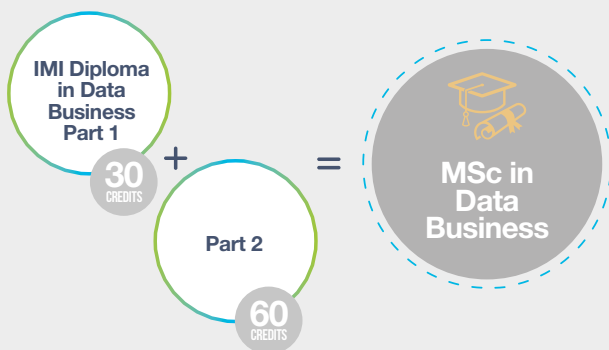 IMI Diploma
in Data
Business
Part 1
30
CREDITS
+
Part 2
60
CREDITS
=
MSc in
Data
Business